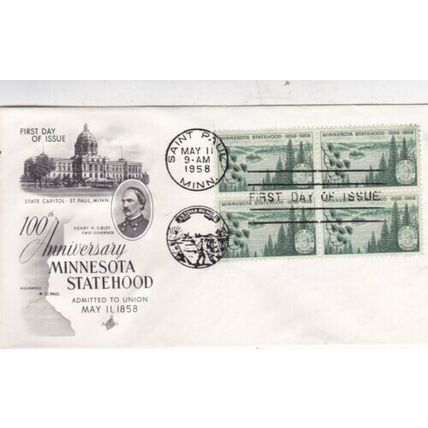 FIRST DAY
OF ISSUE
STATE CAPITOL · ST. PAUL, MINN.
100th
Anniversary
HENRY H. SIBLEY
FIRST GOVERNOR
MINNESOTA
STATEHOOD
ST. PAUL
ADMITTED TO UNION
MAY 11, 1858
SAINT PAUL
MAY 11
9-AM
1958
MINN.
FIRST DAY OF ISSUE
MINNESOTA STATEHOOD 1858-1958
MINNESOTA STATEHOOD 1858-1958
MINNESOTA STATEHOOD 1858-1958
MINNESOTA STATEHOOD 1858-1958